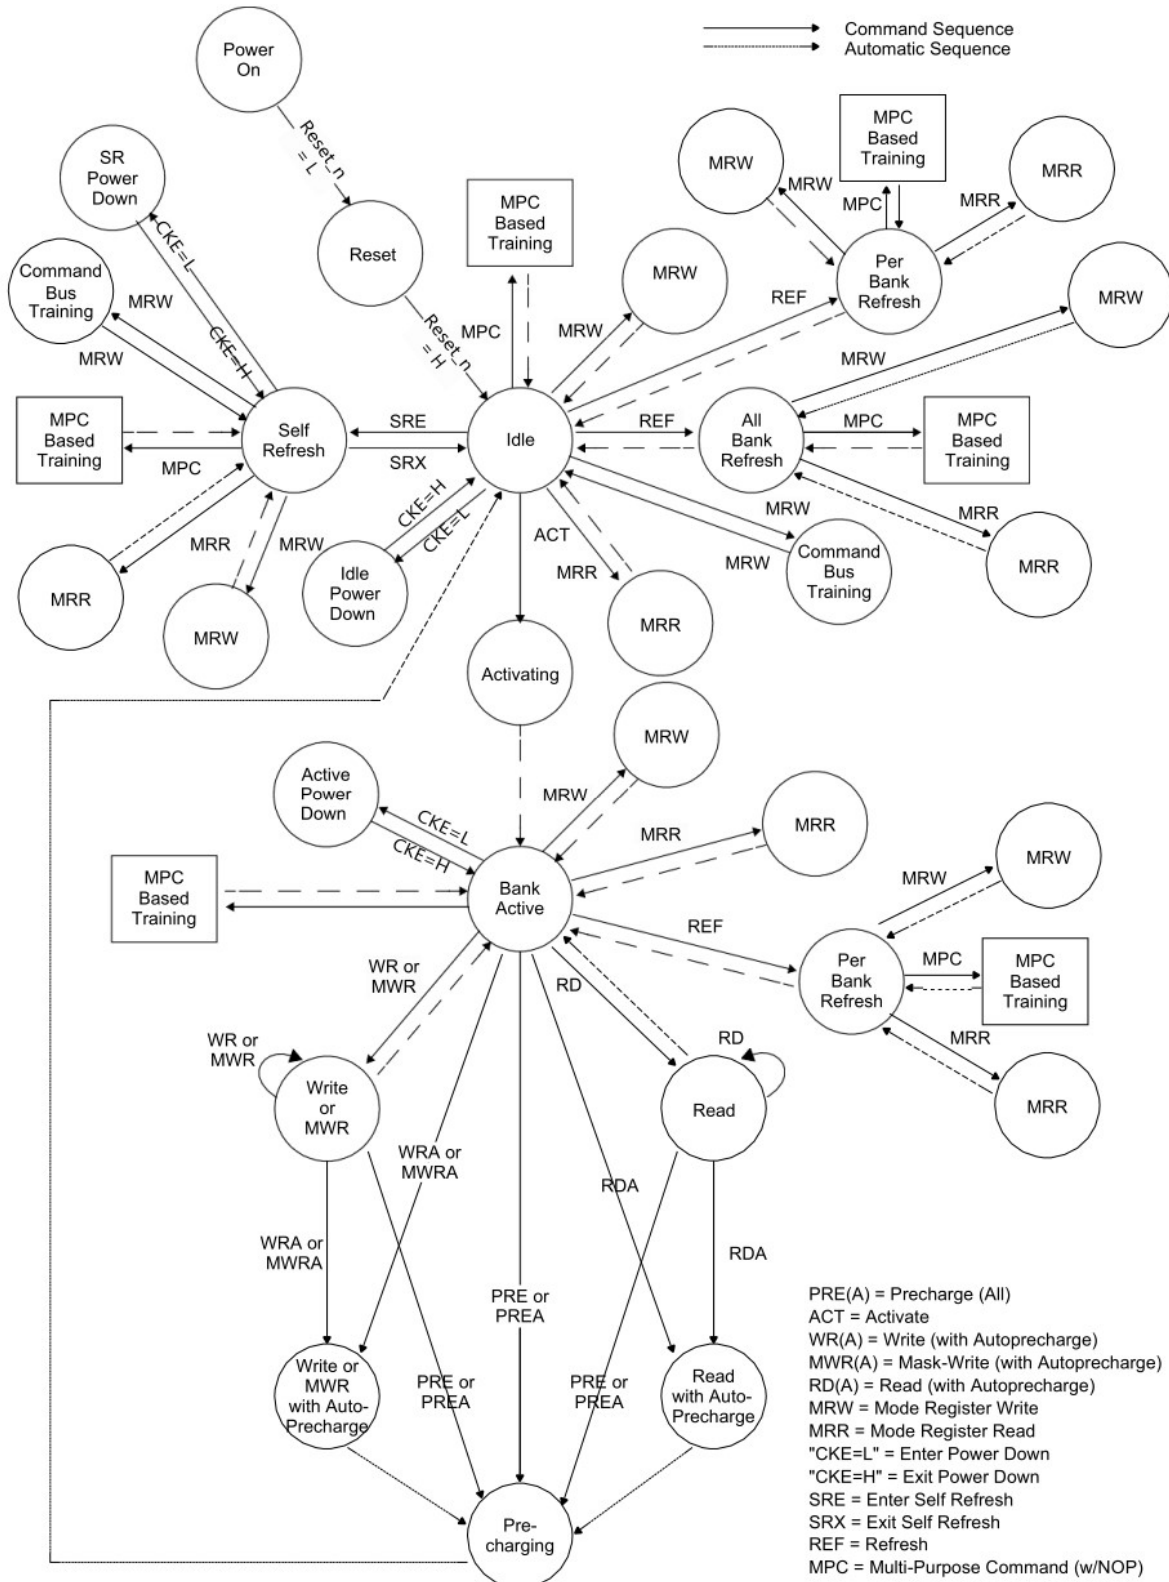 Power
On
Command Sequence
Automatic Sequence
Reset_n
= L
SR
Power
Down
MPC
Based
Training
MRW
MPC
Based
Training
MRR
MRW
MPC
MRR
Reset
Per
Bank
Refresh
CKE=L
Command
Bus
Training
MRW
MRW
CKE=H
Reset_n
= H
MPC
MRW
MRW
REF
MRW
MRW
MPC
Based
Training
MPC
Self
Refresh
SRE
SRX
Idle
REF
All
Bank
Refresh
MPC
MPC
Based
Training
MRR
MRW
MRR
MRW
CKE=H
CKE=L
ACT
MRR
MRW
MRW
Command
Bus
Training
MRR
MRR
MRW
Idle
Power
Down
MRR
Activating
MRW
Active
Power
Down
CKE=L
CKE=H
MRW
MRR
MRR
MPC
Based
Training
Bank
Active
REF
MRW
MRW
Per
Bank
Refresh
MPC
MPC
Based
Training
MRR
MRR
WR or
MWR
RD
WR or
MWR
Write
or
MWR
RD
Read
WRA or
MWRA
RDA
WRA or
MWRA
RDA
PRE or
PREA
Write or
MWR
with Auto-
Precharge
PRE or
PREA
PRE or
PREA
Read
with Auto-
Precharge
Pre-
charging
PRE(A) = Precharge (All)
ACT = Activate
WR(A) = Write (with Autoprecharge)
MWR(A) = Mask-Write (with Autoprecharge)
RD(A) = Read (with Autoprecharge)
MRW = Mode Register Write
MRR = Mode Register Read
"CKE=L" = Enter Power Down
"CKE=H" = Exit Power Down
SRE = Enter Self Refresh
SRX = Exit Self Refresh
REF = Refresh
MPC = Multi-Purpose Command (w/NOP)